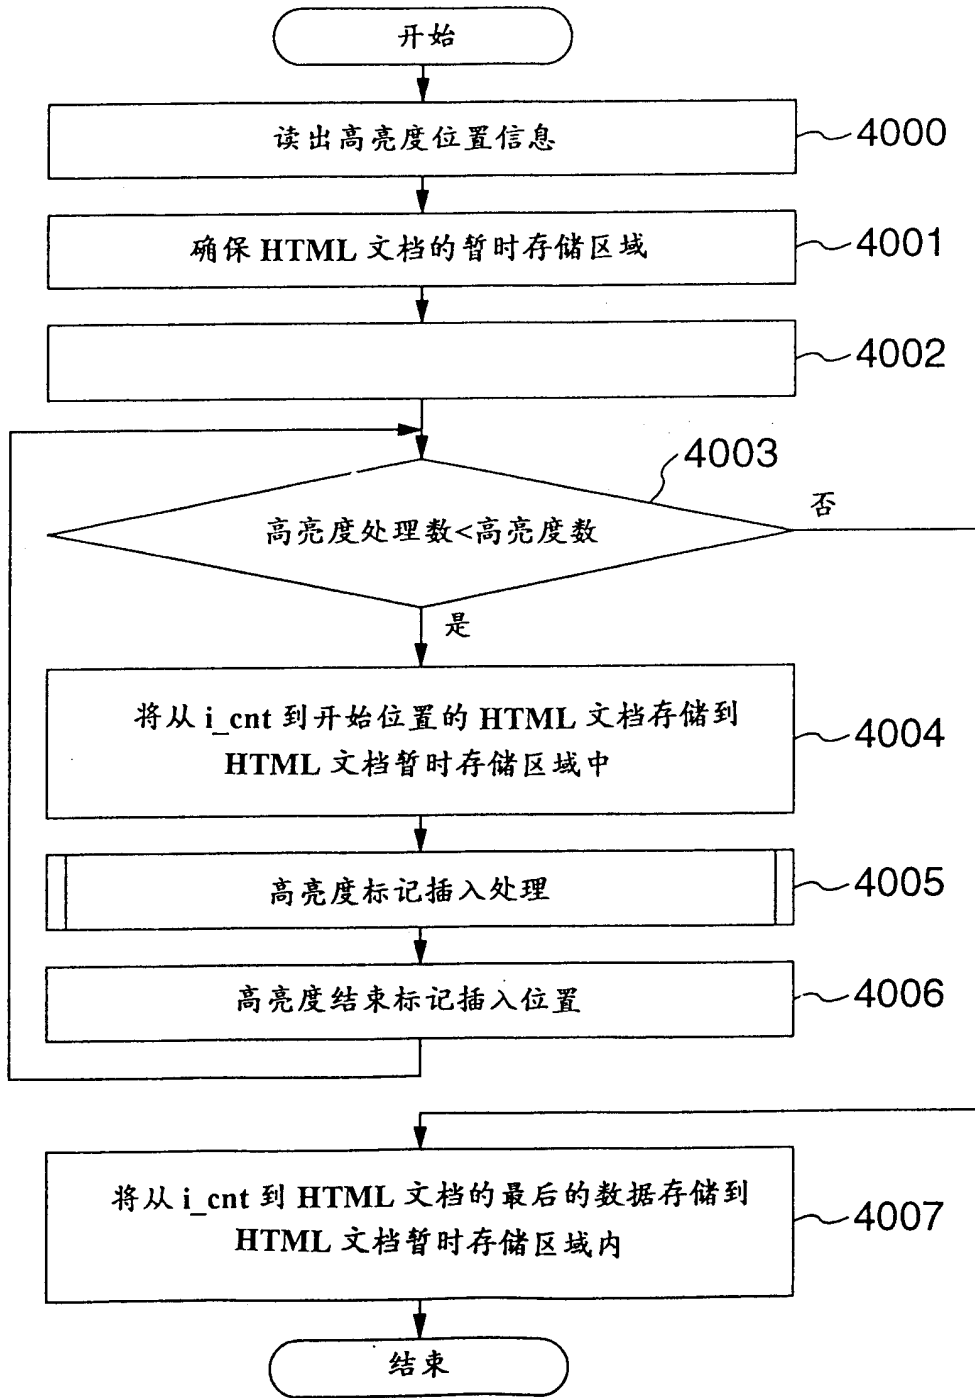 开始
读出高亮度位置信息
4000
确保 HTML 文档的暂时存储区域
4001
4002
4003
高亮度处理数<高亮度数
否
是
将从 i_cnt 到开始位置的 HTML 文档存储到
HTML 文档暂时存储区域中
4004
高亮度标记插入处理
4005
高亮度结束标记插入位置
4006
将从 i_cnt 到 HTML 文档的最后的数据存储到
HTML 文档暂时存储区域内
4007
结束